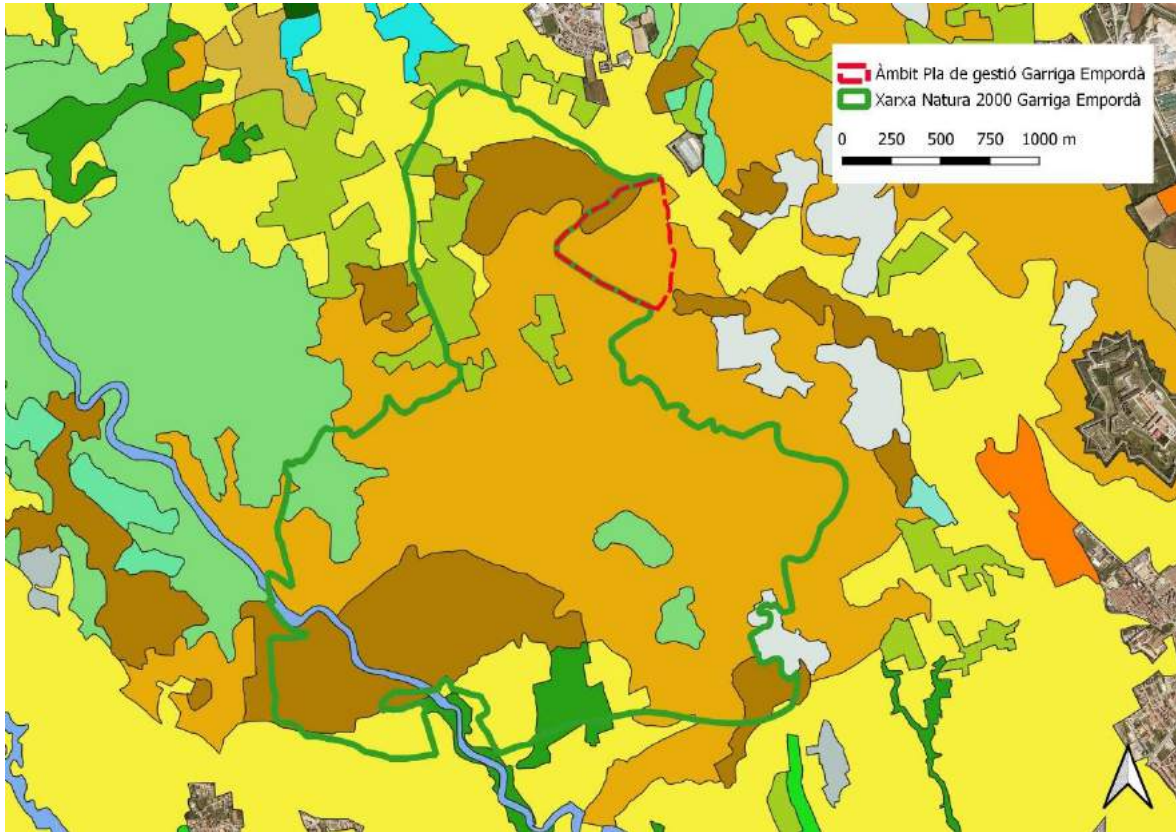 Àmbit Pla de gestió Garriga Empordà
Xarxa Natura 2000 Garriga Empordà
0 250 500 750 1000 m